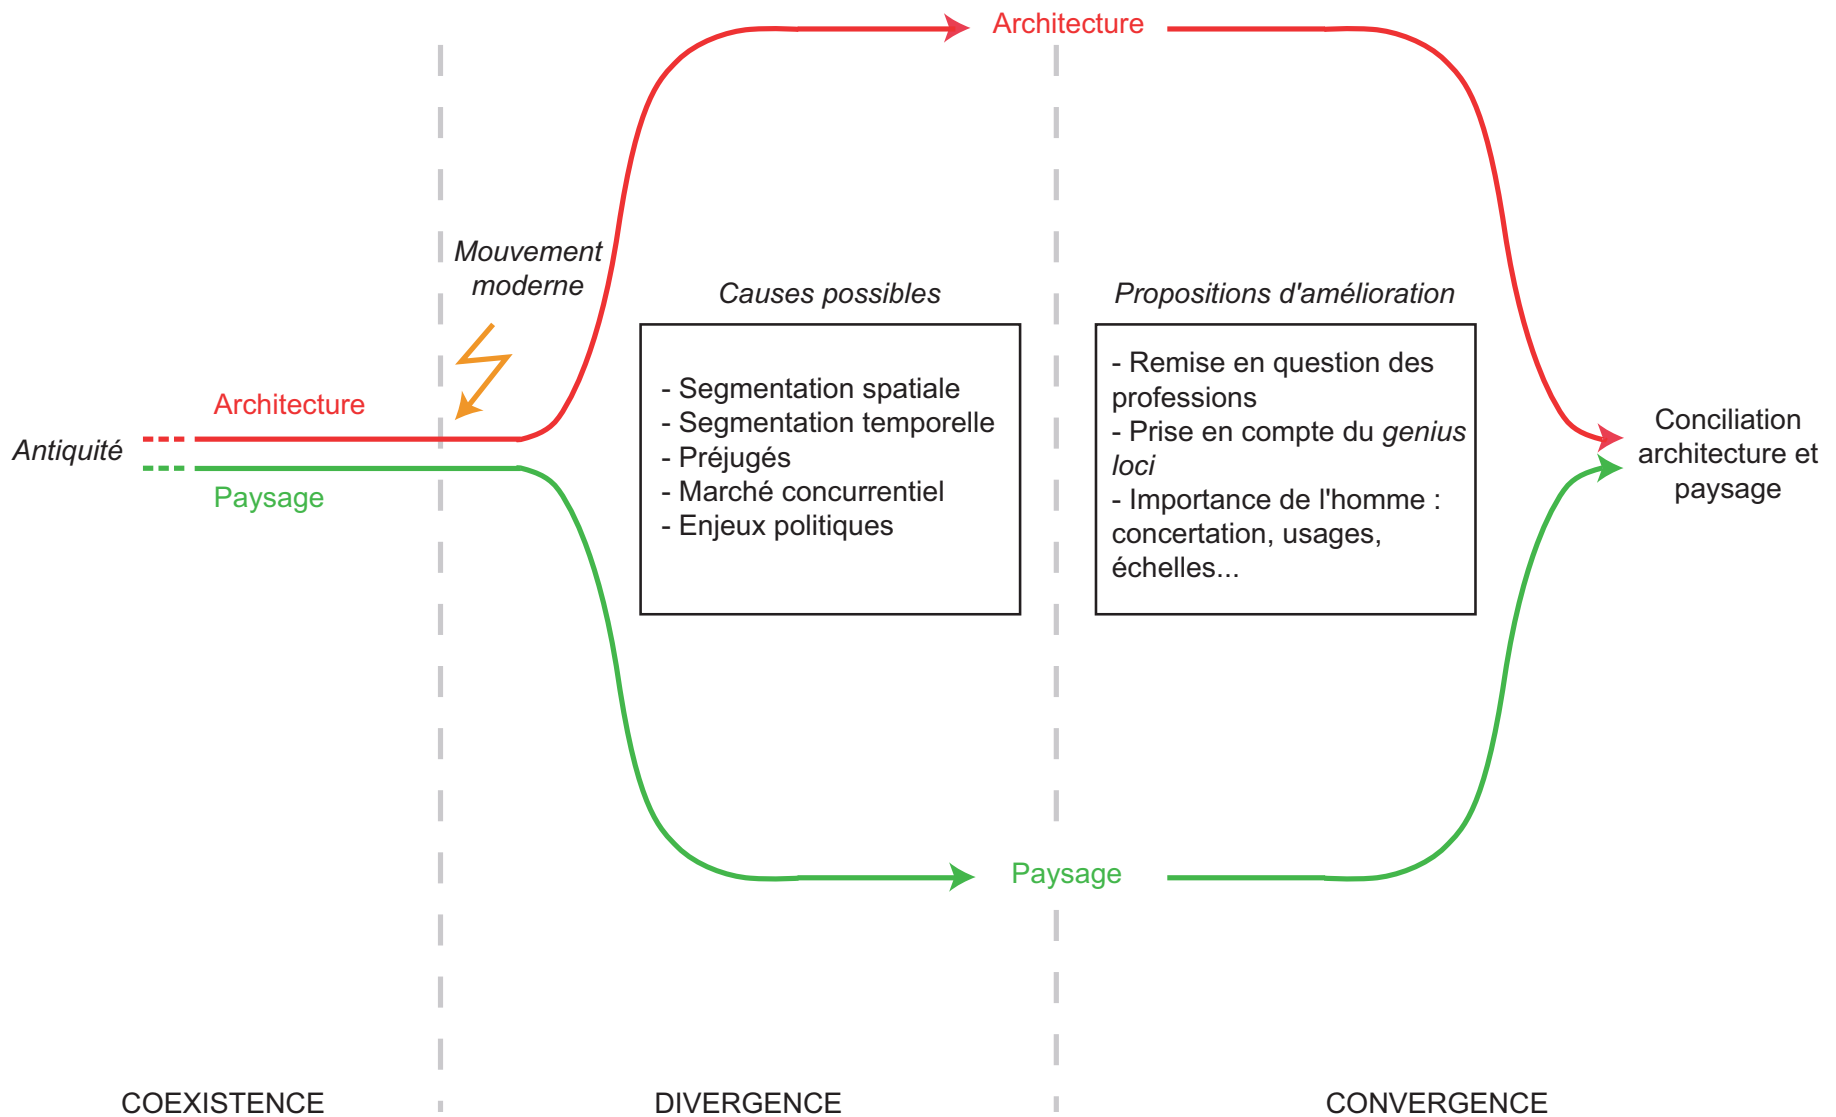 Architecture
Mouvement
moderne
Causes possibles
Propositions d'amélioration
- Segmentation spatiale
- Segmentation temporelle
- Préjugés
- Marché concurrentiel
- Enjeux politiques
- Remise en question des
professions
- Prise en compte du genius
loci
- Importance de l'homme :
concertation, usages,
échelles...
Architecture
Antiquité
Paysage
Conciliation
architecture et
paysage
Paysage
COEXISTENCE
DIVERGENCE
CONVERGENCE